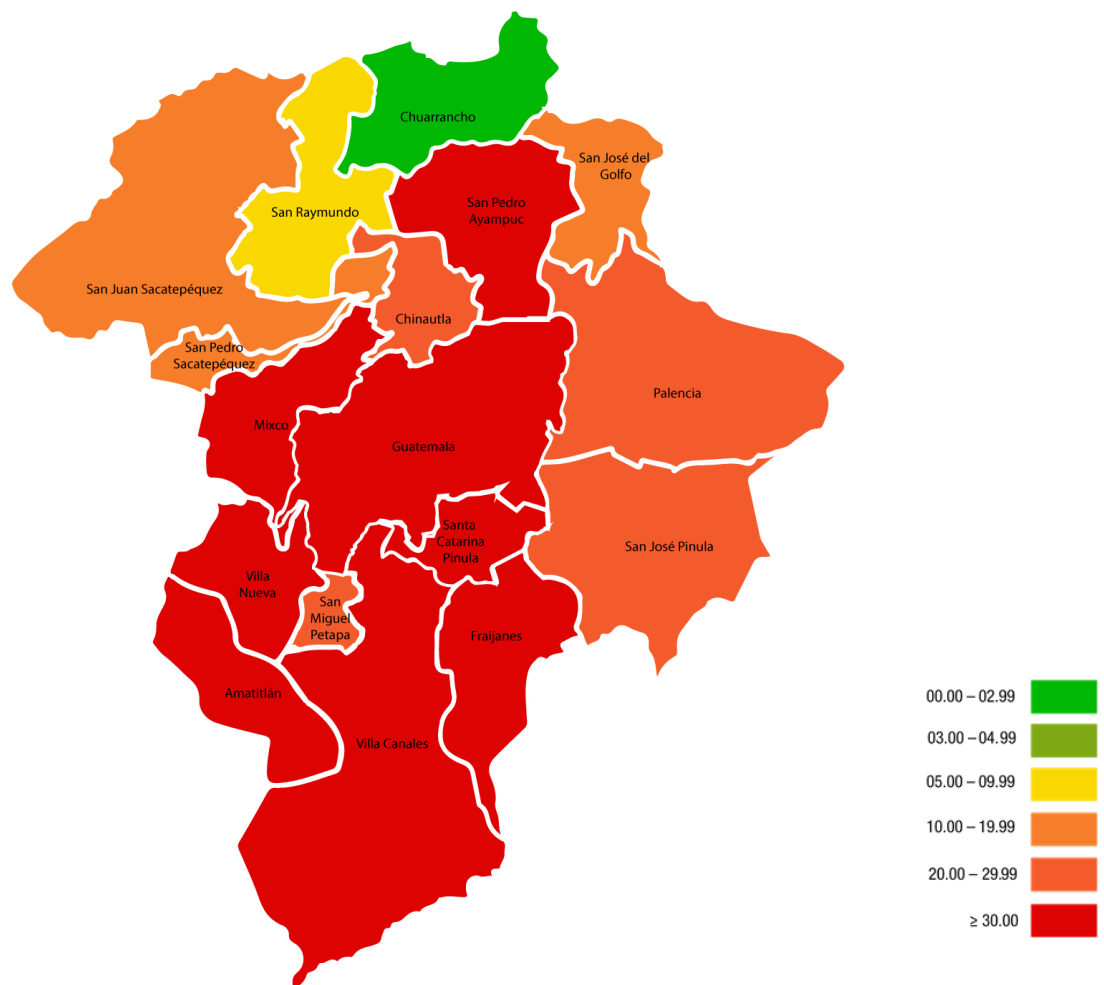 Chuarrancho
San José del
Golfo
San Pedro
Ayampuc
San Raymundo
San Juan Sacatepéquez
Chinautla
San Pedro
Sacatepéquez
Palencia
Mixco
Guatemala
Santa
Catarina
Pinula
San José Pinula
Villa
Nueva
San
Miguel
Petapa
Fraijanes
Amatitlán
Villa Canales
00.00 – 02.99
03.00 – 04.99
05.00 – 09.99
10.00 – 19.99
20.00 – 29.99
≥ 30.00